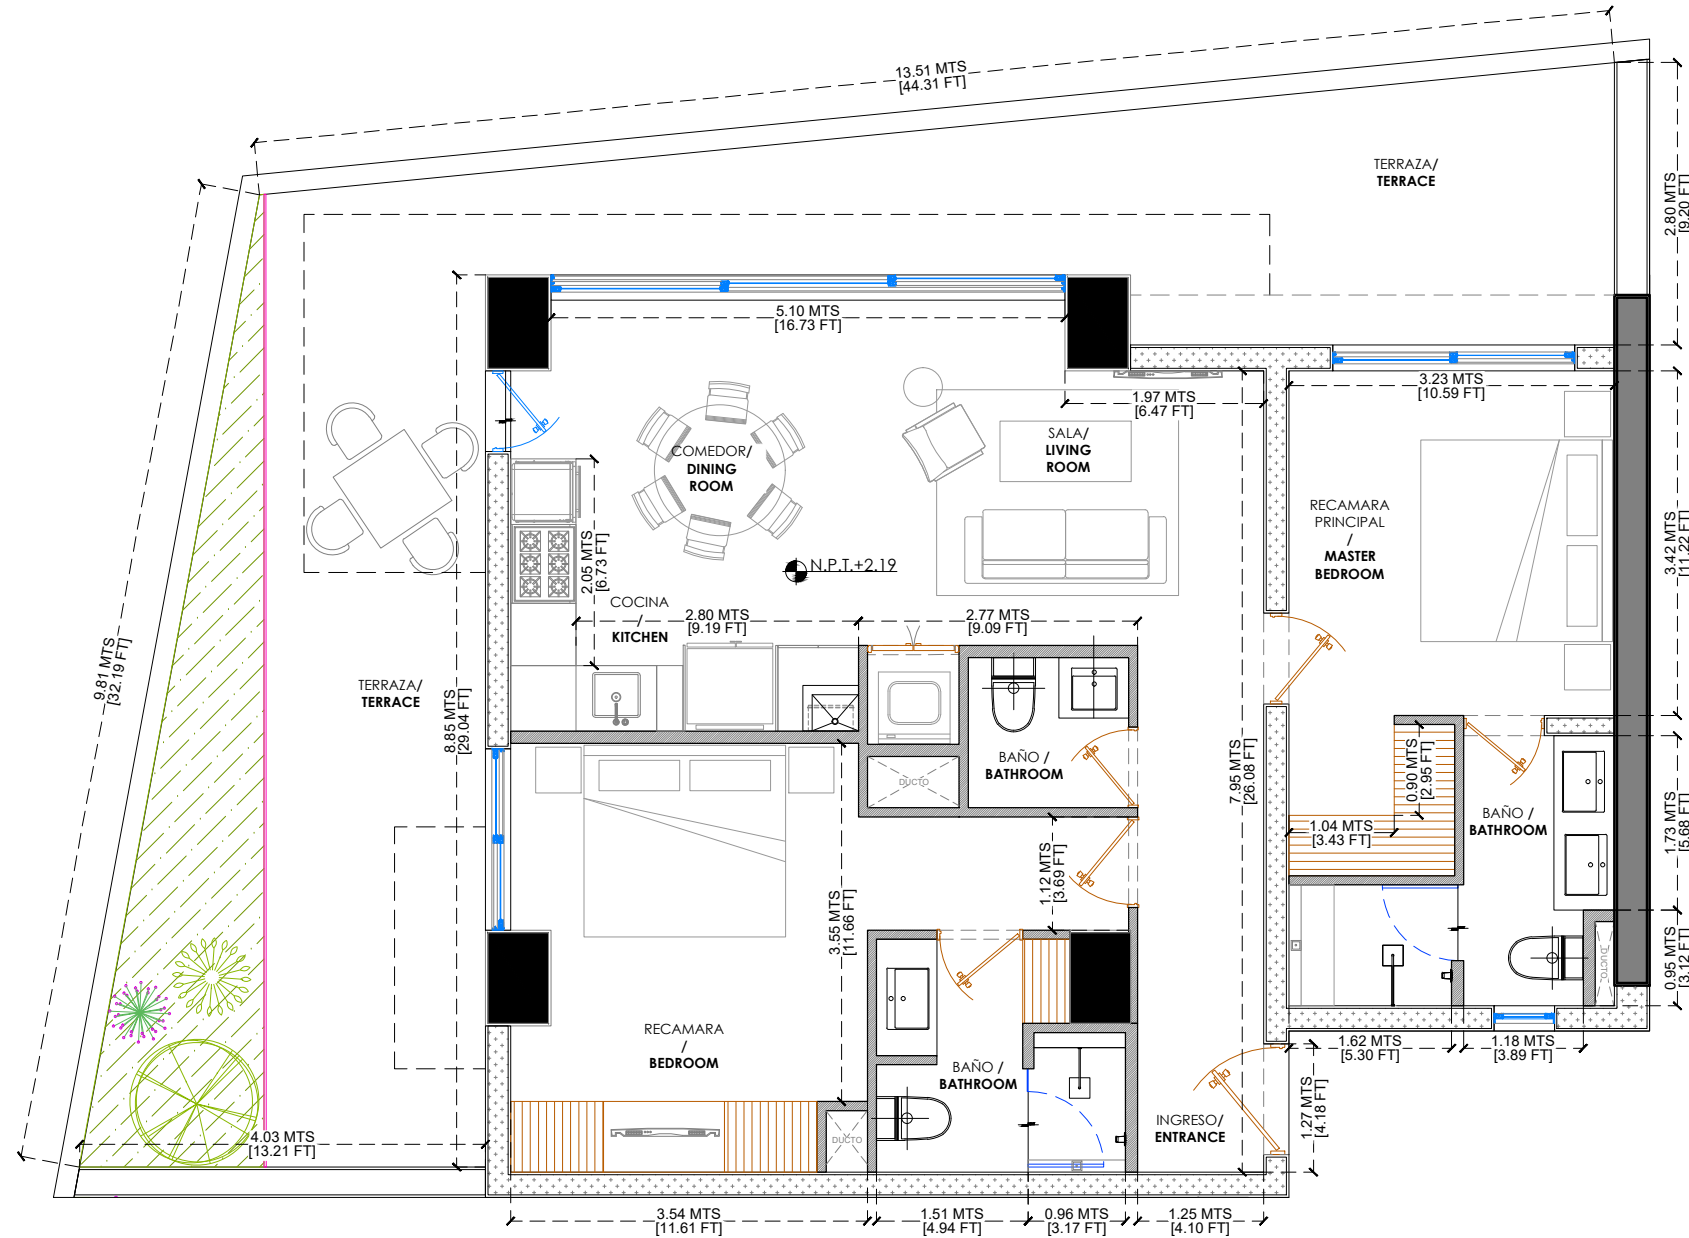 13.51 MTS
[44.31 FT]
TERRAZA/
TERRACE
2.80 MTS
[9.20 FT]
5.10 MTS
[16.73 FT]
1.97 MTS
[6.47 FT]
3.23 MTS
[10.59 FT]
COMEDOR/
DINING
ROOM
SALA/
LIVING
ROOM
RECAMARA
PRINCIPAL
/
MASTER
BEDROOM
3.42 MTS
[11.22 FT]
2.05 MTS
[6.73 FT]
N.P.T.+2.19
COCINA
/
KITCHEN
2.80 MTS
[9.19 FT]
2.77 MTS
[9.09 FT]
9.81 MTS
[32.19 FT]
TERRAZA/
TERRACE
8.85 MTS
[29.04 FT]
DUCTO
BAÑO /
BATHROOM
7.95 MTS
[26.08 FT]
0.90 MTS
[2.95 FT]
1.04 MTS
[3.43 FT]
BAÑO /
BATHROOM
1.73 MTS
[5.68 FT]
1.12 MTS
[3.69 FT]
3.55 MTS
[11.66 FT]
DUCTO
0.95 MTS
[3.12 FT]
RECAMARA
/
BEDROOM
BAÑO /
BATHROOM
1.62 MTS
[5.30 FT]
1.18 MTS
[3.89 FT]
INGRESO/
ENTRANCE
1.27 MTS
[4.18 FT]
4.03 MTS
[13.21 FT]
DUCTO
3.54 MTS
[11.61 FT]
1.51 MTS
[4.94 FT]
0.96 MTS
[3.17 FT]
1.25 MTS
[4.10 FT]